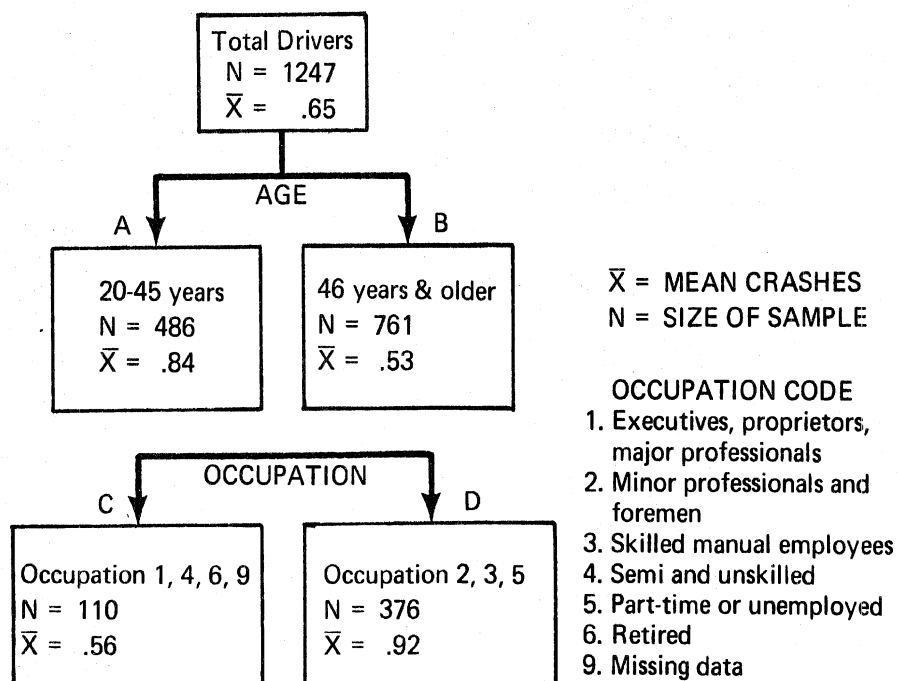 Total Drivers
N = 1247
X̅ = .65
AGE
A
B
20-45 years
N = 486
X̅ = .84
46 years & older
N = 761
X̅ = .53
OCCUPATION
C
D
Occupation 1, 4, 6, 9
N = 110
X̅ = .56
Occupation 2, 3, 5
N = 376
X̅ = .92
X̅ = MEAN CRASHES
N = SIZE OF SAMPLE
OCCUPATION CODE
1. Executives, proprietors,
major professionals
2. Minor professionals and
foremen
3. Skilled manual employees
4. Semi and unskilled
5. Part-time or unemployed
6. Retired
9. Missing data